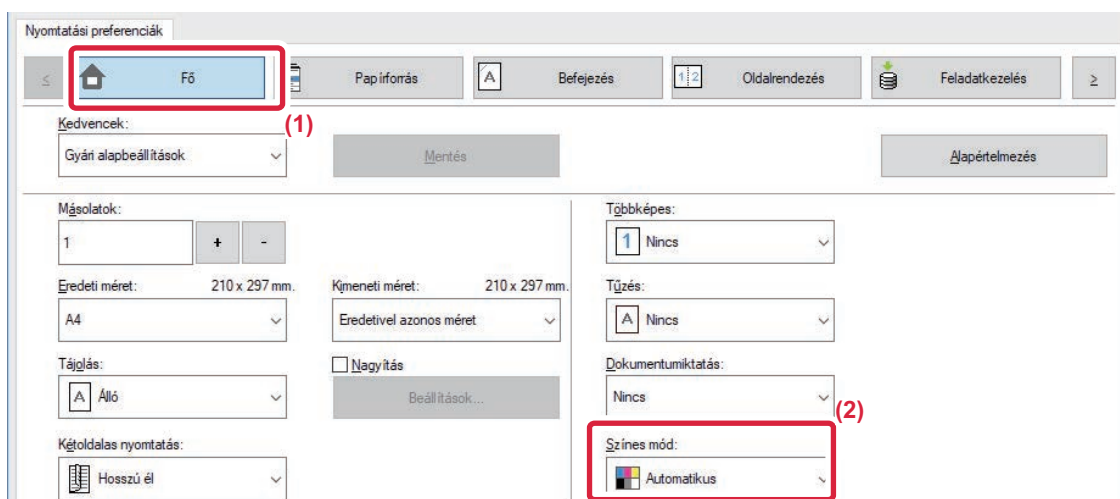 Nyomtatási preferenciák
< Fő Papírforrás A Befejezés 1 2 Oldalrendezés Feladatkezelés >
(1)
Kedvencek:
Gyári alapbeállítások Mentés Alapértelmezés
Másolatok: Többképes:
1 + - 1 Nincs
Eredeti méret: 210 x 297 mm. Kimeneti méret: 210 x 297 mm. Tűzés:
A4 Eredetivel azonos méret A Nincs
Tájolás: Nagyítás Dokumentumiktatás:
A Álló Beállítások... Nincs
(2)
Kétoldalas nyomtatás: Színes mód:
Hosszú él Automatikus